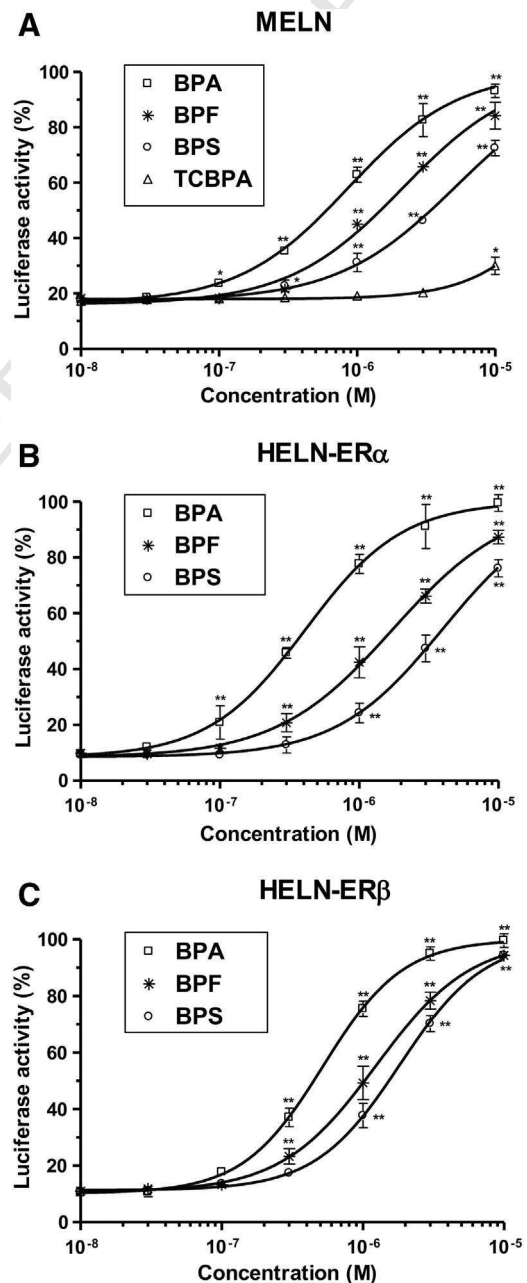 A
MELN
Luciferase activity (%)
100
80
60
40
20
0
BPA
BPF
BPS
TCBPA
*
**
**
**
**
*
**
**
**
**
**
**
*
10-8
10-7
10-6
10-5
Concentration (M)
B
HELN-ERα
Luciferase activity (%)
100
80
60
40
20
0
BPA
BPF
BPS
**
**
**
**
**
**
**
**
**
**
**
**
10-8
10-7
10-6
10-5
Concentration (M)
C
HELN-ERβ
Luciferase activity (%)
100
80
60
40
20
0
BPA
BPF
BPS
**
**
**
**
**
**
**
**
**
**
10-8
10-7
10-6
10-5
Concentration (M)